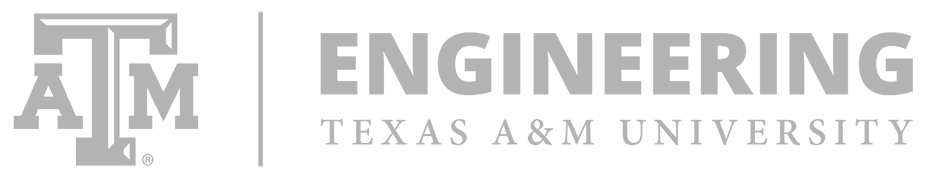 ATM ®
ENGINEERING
TEXAS A&M UNIVERSITY